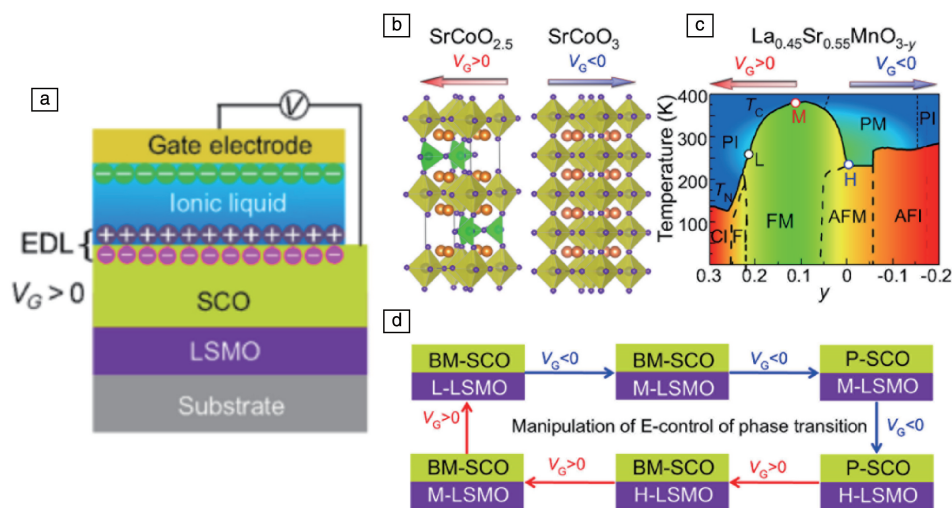 a
V
Gate electrode
Ionic liquid
EDL
V_G > 0
SCO
LSMO
Substrate
b
SrCoO2.5
SrCoO3
V_G>0
V_G<0
c
La0.45Sr0.55MnO3-y
V_G>0
V_G<0
Temperature (K)
400
300
200
100
T_C
M
PM
PI
PI
L
H
T_N
CI
F
FM
AFM
AFI
0.3
0.2
0.1
0
-0.1
-0.2
y
d
BM-SCO
L-LSMO
V_G<0
BM-SCO
M-LSMO
V_G<0
P-SCO
M-LSMO
V_G>0
Manipulation of E-control of phase transition
V_G<0
BM-SCO
M-LSMO
V_G>0
BM-SCO
H-LSMO
V_G>0
P-SCO
H-LSMO